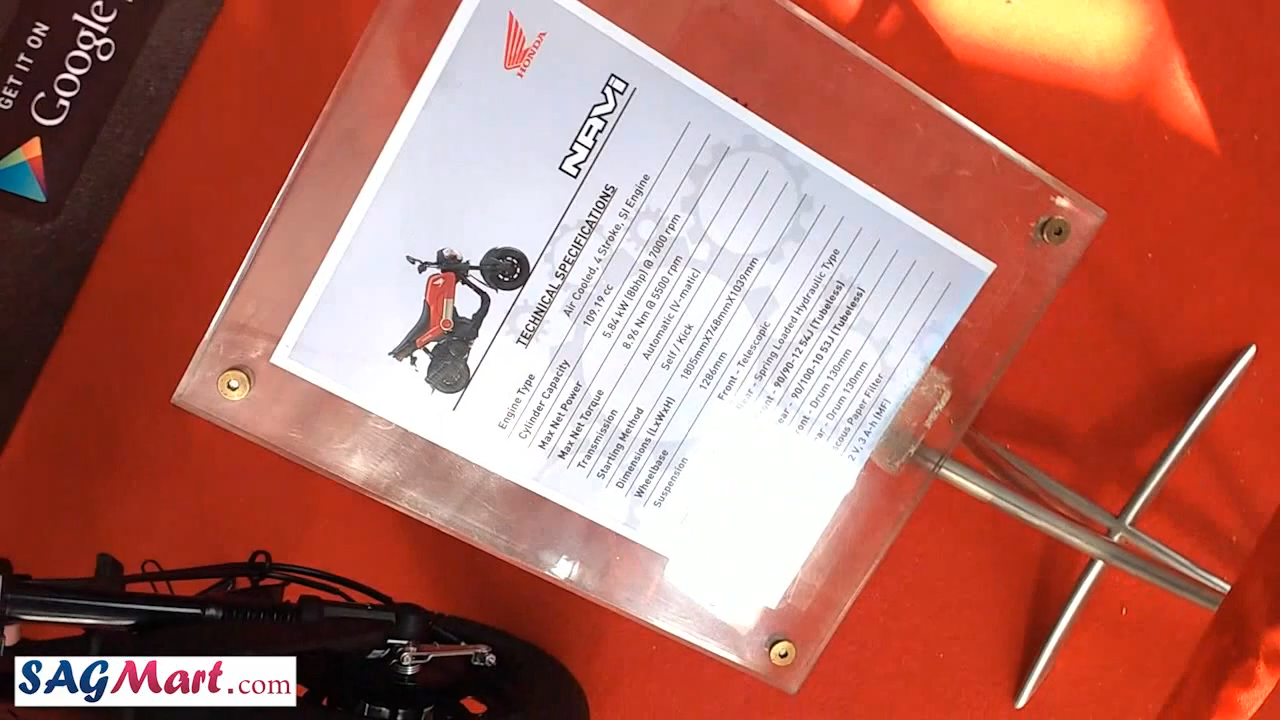 GET IT ON
Google
HONDA
NAVi
TECHNICAL SPECIFICATIONS
Engine Type Air Cooled, 4 Stroke, SI Engine
Cylinder Capacity 109.19 cc
Max Net Power 5.84 kW (8bhp) @ 7000 rpm
Max Net Torque 8.96 Nm @ 5500 rpm
Transmission Automatic (V-matic)
Starting Method Self / Kick
Dimensions (LxWxH) 1805mmX748mmX1039mm
Wheelbase 1286mm
Suspension Front - Telescopic
- Spring Loaded Hydraulic Type
- 90/90-12 54J (Tubeless)
- 90/100-10 53J (Tubeless)
- Drum 130mm
- Drum 130mm
Paper Filter
V, 3 A-h (MF)
SAGMart.com